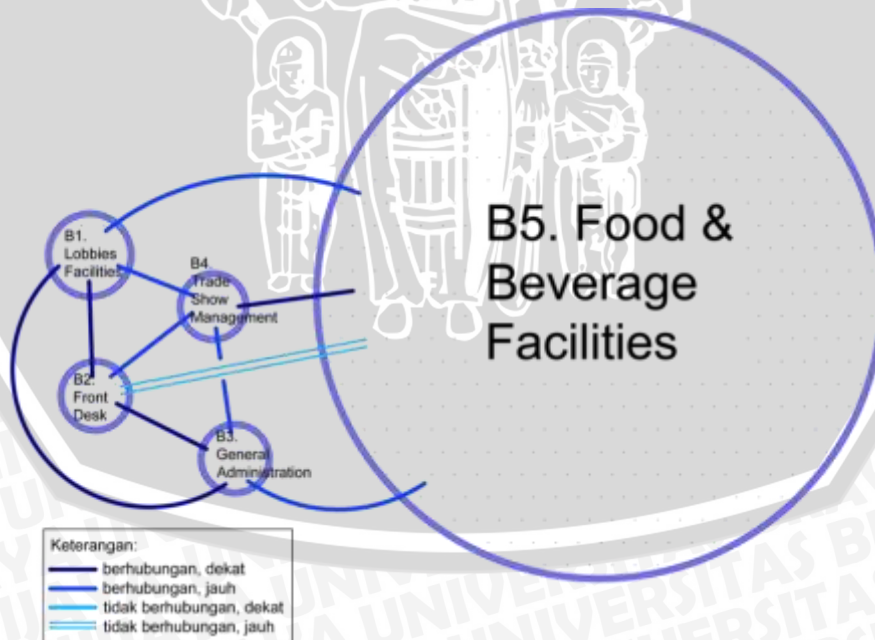 B1.
Lobbies
Facilities
B4.
Trade
Show
Management
B2.
Front
Desk
B3.
General
Administration
B5. Food &
Beverage
Facilities
Keterangan:
berhubungan, dekat
berhubungan, jauh
tidak berhubungan, dekat
tidak berhubungan, jauh